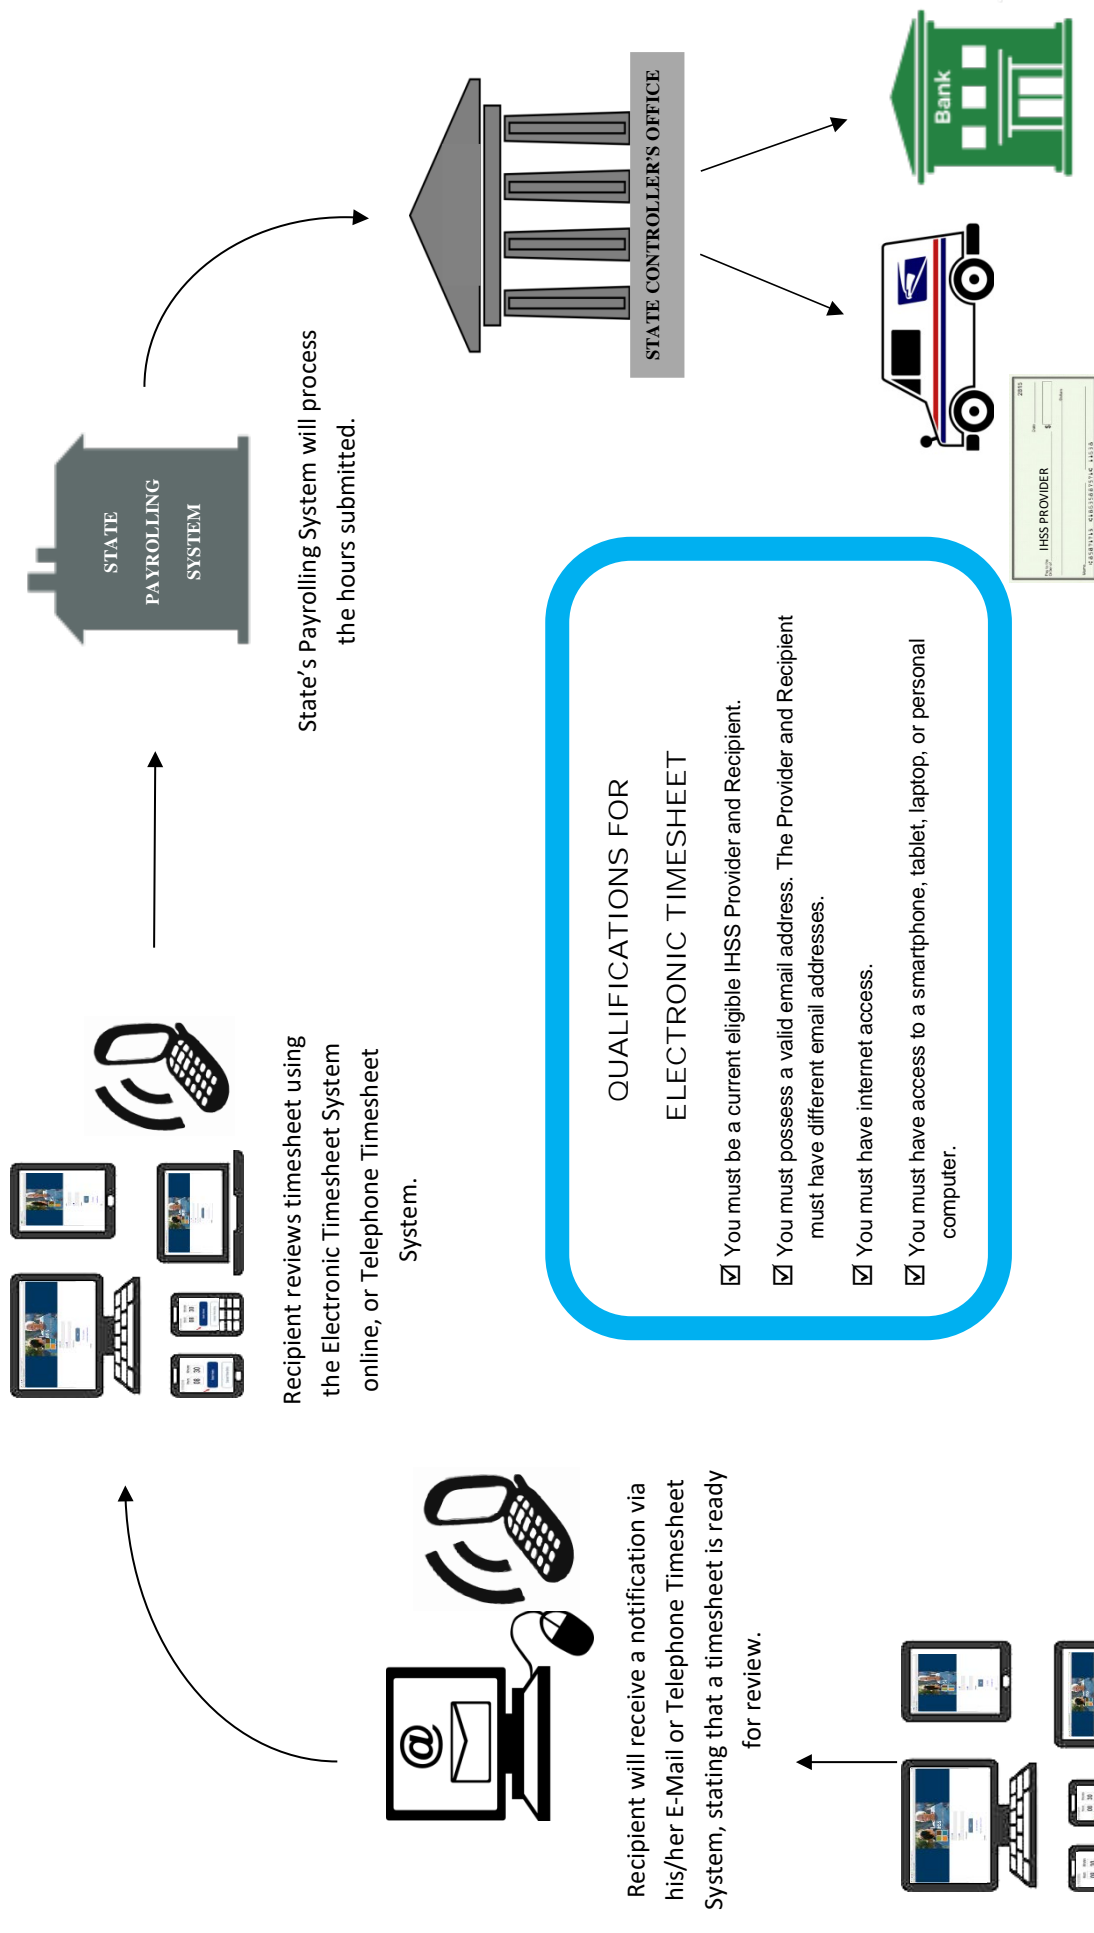 Recipient reviews timesheet using
the Electronic Timesheet System
online, or Telephone Timesheet
System.
STATE
PAYROLLING
SYSTEM
State’s Payrolling System will process
the hours submitted.
@
Recipient will receive a notification via
his/her E-Mail or Telephone Timesheet
System, stating that a timesheet is ready
for review.
STATE CONTROLLER'S OFFICE
QUALIFICATIONS FOR
ELECTRONIC TIMESHEET
☑ You must be a current eligible IHSS Provider and Recipient.
☑ You must possess a valid email address. The Provider and Recipient
must have different email addresses.
☑ You must have internet access.
☑ You must have access to a smartphone, tablet, laptop, or personal
computer.
Bank
IHSS PROVIDER
$